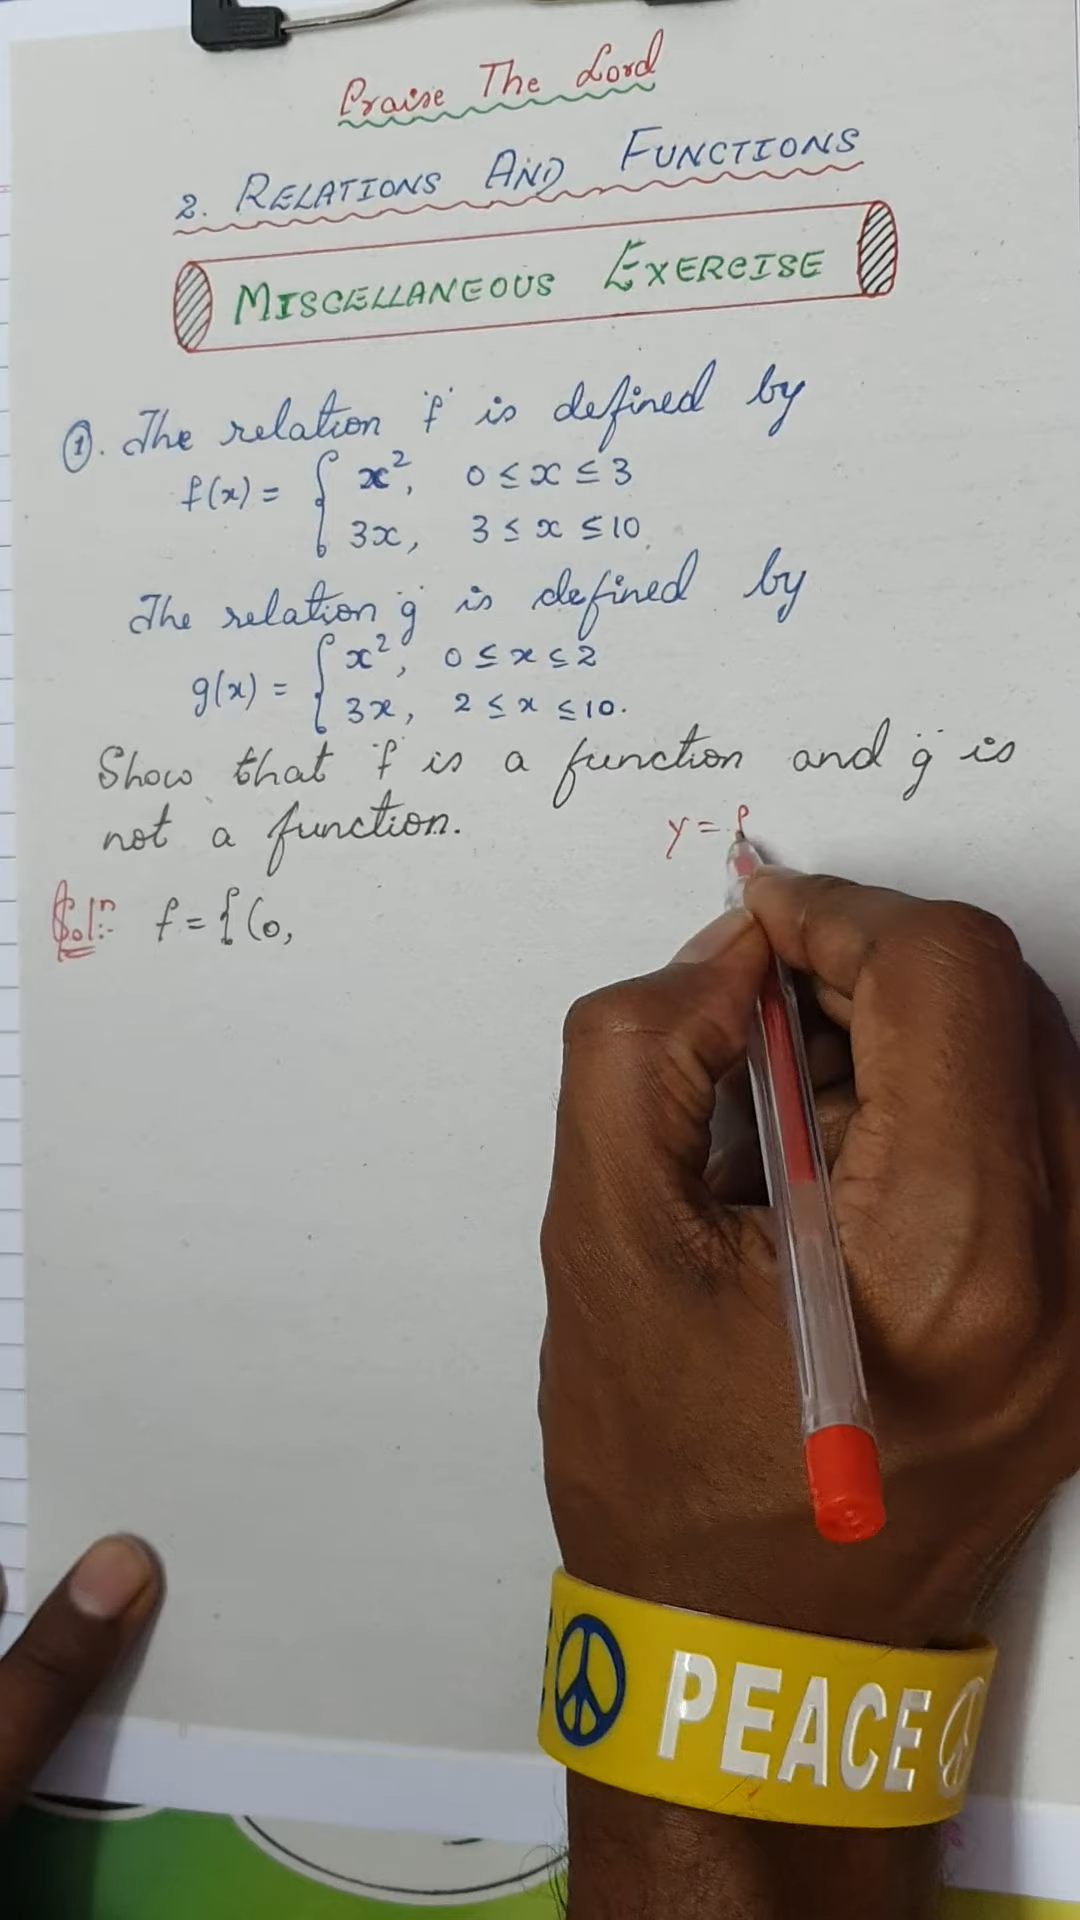 Praise The Lord
2. RELATIONS AND FUNCTIONS
MISCELLANEOUS EXERCISE
①. The relation 'f' is defined by
f(x) = { x², 0 ≤ x ≤ 3
3x, 3 ≤ x ≤ 10.
The relation 'g' is defined by
g(x) = { x², 0 ≤ x ≤ 2
3x, 2 ≤ x ≤ 10.
Show that 'f' is a function and 'g' is
not a function.
y = f
Soln:- f = { (0,
PEACE